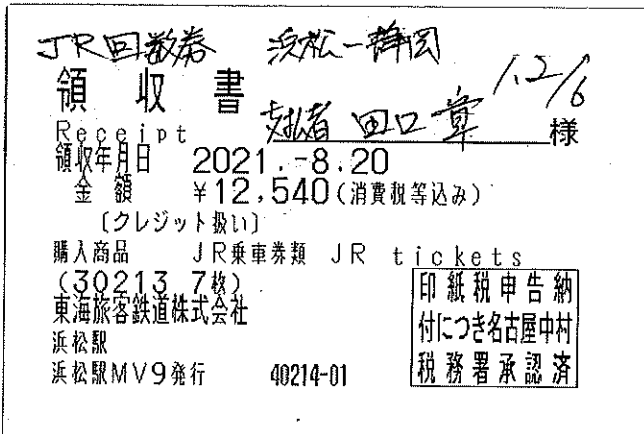 JR回数券 浜松ー静岡
12/6
領収書
Receipt 支払者 田口 章 様
領収年月日 2021.-8.20
金額 ¥12,540(消費税等込み)
〔クレジット扱い〕
購入商品 JR乗車券類 JR tickets
(30213 7枚)
東海旅客鉄道株式会社
浜松駅
浜松駅MV9発行 40214-01
印紙税申告納
付につき名古屋中村
税務署承認済